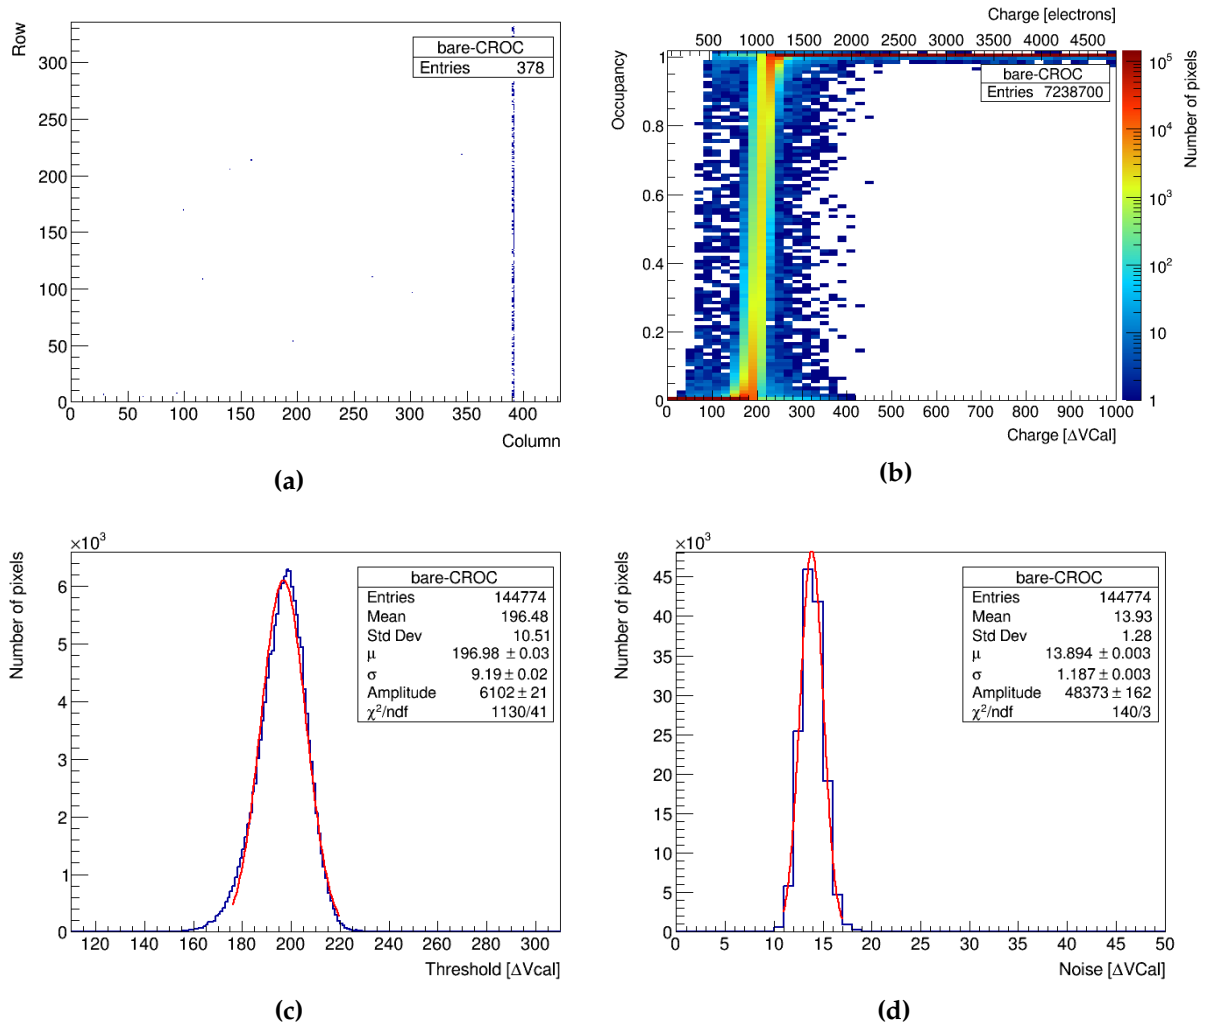 Row
bare-CROC
Entries 378
300
250
200
150
100
50
0
0 50 100 150 200 250 300 350 400
Column
(a)
Charge [electrons]
500 1000 1500 2000 2500 3000 3500 4000 4500
Occupancy
bare-CROC
Entries 7238700
1
0.8
0.6
0.4
0.2
0
0 100 200 300 400 500 600 700 800 900 1000
Charge [ΔVCal]
Number of pixels
10⁵
10⁴
10³
10²
10
1
(b)
×10³
Number of pixels
bare-CROC
Entries 144774
Mean 196.48
Std Dev 10.51
μ 196.98 ± 0.03
σ 9.19 ± 0.02
Amplitude 6102 ± 21
χ²/ndf 1130/41
6
5
4
3
2
1
0
120 140 160 180 200 220 240 260 280 300
Threshold [ΔVcal]
(c)
×10³
Number of pixels
bare-CROC
Entries 144774
Mean 13.93
Std Dev 1.28
μ 13.894 ± 0.003
σ 1.187 ± 0.003
Amplitude 48373 ± 162
χ²/ndf 140/3
45
40
35
30
25
20
15
10
5
0
0 5 10 15 20 25 30 35 40 45 50
Noise [ΔVCal]
(d)